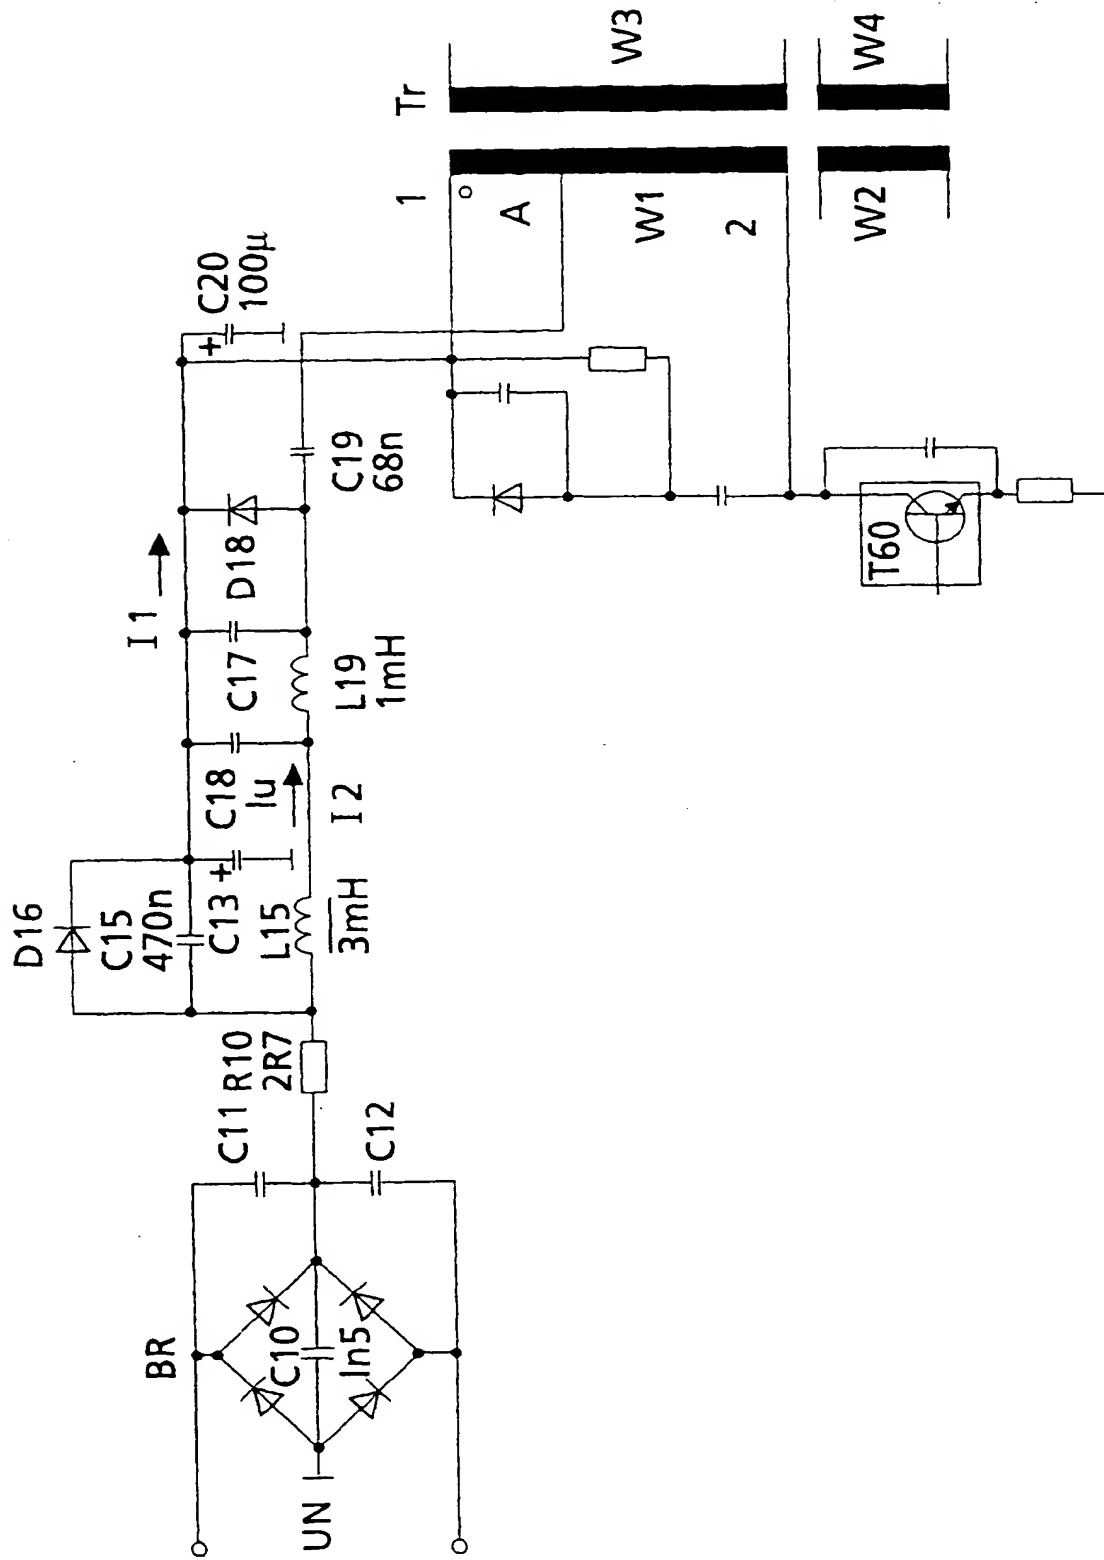 UN
BR
C10
1n5
C11
C12
R10
2R7
D16
C15
470n
C13
+
L15
3mH
C18
1u
I2
I1
C17
L19
1mH
D18
C19
68n
C20
100µ
+
1
Tr
A
W1
W3
2
W2
W4
T60